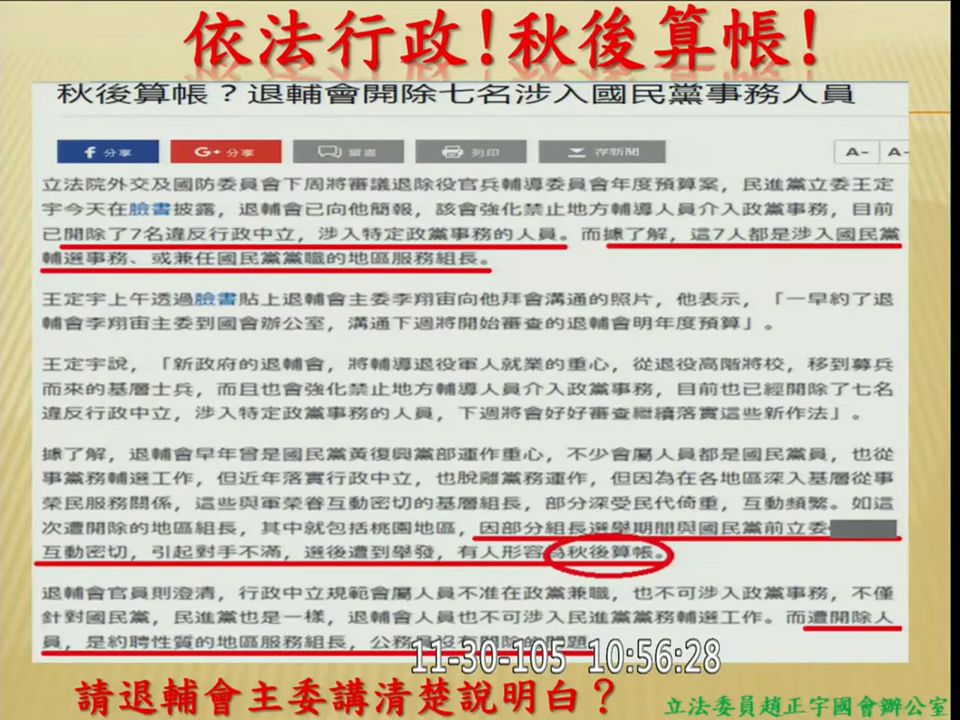 依法行政!秋後算帳!
秋後算帳？退輔會開除七名涉入國民黨事務人員
f 分享 G+ 分享 留言 列印 存新聞 A- A-
立法院外交及國防委員會下周將審議退除役官兵輔導委員會年度預算案，民進黨立委王定
宇今天在臉書披露，退輔會已向他簡報，該會強化禁止地方輔導人員介入政黨事務，目前
已開除了7名違反行政中立，涉入特定政黨事務的人員。而據了解，這7人都是涉入國民黨
輔選事務、或兼任國民黨黨職的地區服務組長。
王定宇上午透過臉書貼上退輔會主委李翔宙向他拜會溝通的照片，他表示，「一早約了退
輔會李翔宙主委到國會辦公室，溝通下週將開始審查的退輔會明年度預算」。
王定宇說，「新政府的退輔會，將輔導退役軍人就業的重心，從退役高階將校，移到募兵
而來的基層士兵，而且也會強化禁止地方輔導人員介入政黨事務，目前也已經開除了七名
違反行政中立，涉入特定政黨事務的人員，下週將會好好審查繼續落實這些新作法」。
據了解，退輔會早年曾是國民黨黃復興黨部運作重心，不少會屬人員都是國民黨員，也從
事黨務輔選工作，但近年落實行政中立，也脫離黨務運作，但因為在各地區深入基層從事
榮民服務關係，這些與軍榮眷互動密切的基層組長，部分深受民代倚重，互動頻繁。如這
次遭開除的地區組長，其中就包括桃園地區，因部分組長選舉期間與國民黨前立委
互動密切，引起對手不滿，選後遭到舉發，有人形容為秋後算帳。
退輔會官員則澄清，行政中立規範會屬人員不准在政黨兼職，也不可涉入政黨事務，不僅
針對國民黨，民進黨也是一樣，退輔會人員也不可涉入民進黨黨務輔選工作。而遭開除人
員，是約聘性質的地區服務組長，公務員沒有開除的問題
11-30-105 10:56:28
請退輔會主委講清楚說明白？
立法委員趙正宇國會辦公室